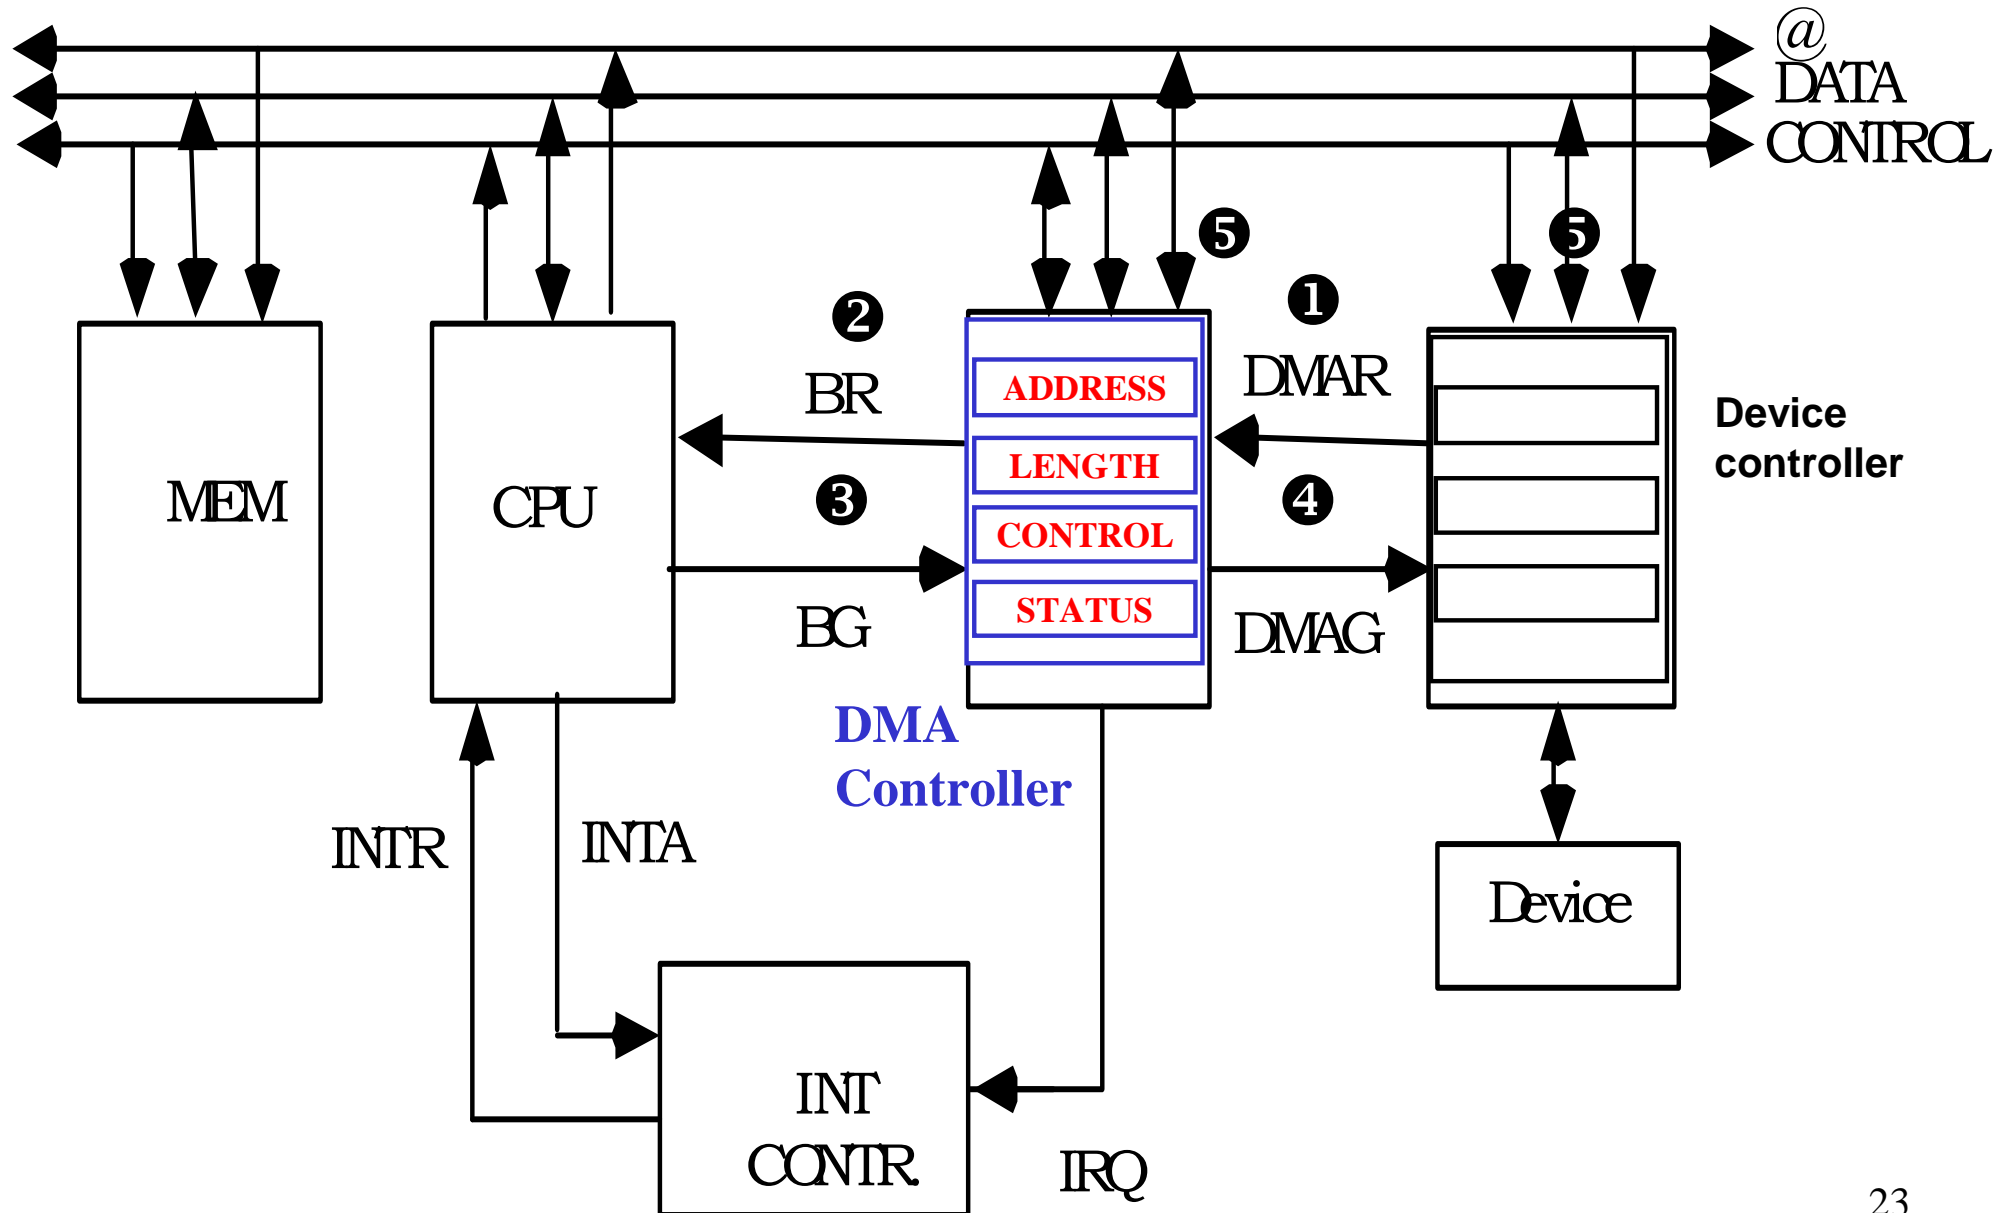 @
DATA
CONTROL
❺
❺
❶
❷
DMAR
BR
ADDRESS
Device
controller
LENGTH
MEM
CPU
❸
❹
CONTROL
STATUS
BG
DMAG
DMA
Controller
INTR
INTA
Device
INT
CONTR.
IRQ
23